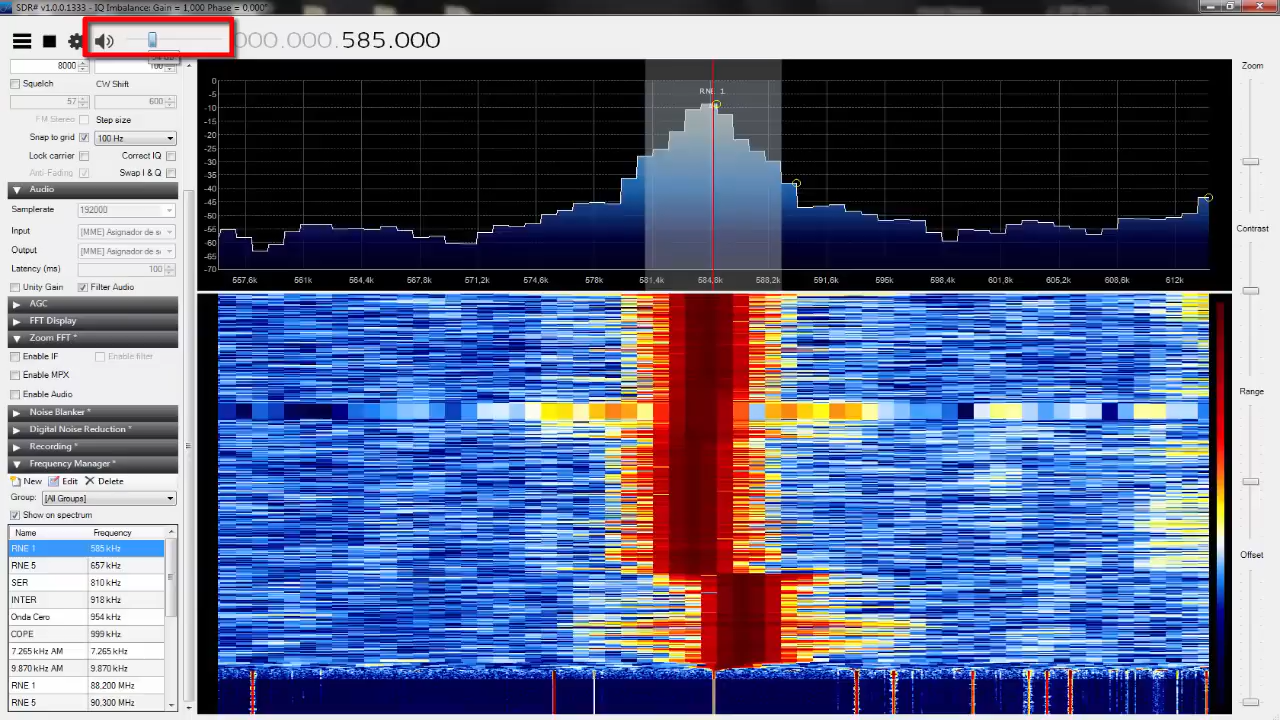 SDR# v1.0.0.1333 - IQ Imbalance: Gain = 1,000 Phase = 0,000°
000.000.585.000
8000
Squelch CW Shift
57 600
FM Stereo Step size
Snap to grid 100 Hz
Lock carrier Correct IQ
Anti-Fading Swap I & Q
Audio
Samplerate 192000
Input [MME] Asignador de
Output [MME] Asignador de
Latency (ms) 100
Unity Gain Filter Audio
AGC
FFT Display
Zoom FFT *
Enable IF Enable filter
Enable MPX
Enable Audio
Noise Blanker *
Digital Noise Reduction *
Recording *
Frequency Manager *
New Edit Delete
Group: [All Groups]
Show on spectrum
Name Frequency
RNE 1 585 kHz
RNE 5 657 kHz
SER 810 kHz
INTER 918 kHz
Onda Cero 954 kHz
COPE 999 kHz
7.265 kHz AM 7.265 kHz
9.870 kHz AM 9.870 kHz
RNE 1 88.200 MHz
RNE 5 90.300 MHz
RNE 1
0
-5
-10
-15
-20
-25
-30
-35
-40
-45
-50
-55
-60
-65
-70
557,6k 561k 564,4k 567,8k 571,2k 574,6k 578k 581,4k 584,8k 588,2k 591,6k 595k 598,4k 601,8k 605,2k 608,6k 612k
Zoom
Contrast
Range
Offset